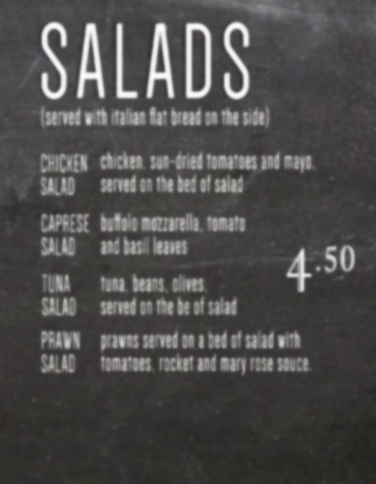 SALADS
(served with italian flat bread on the side)
CHICKEN SALAD chicken, sun-dried tomatoes and mayo,
served on the bed of salad
CAPRESE SALAD buffalo mozzarella, tomato
and basil leaves
4.50
TUNA SALAD tuna, beans, olives,
served on the be of salad
PRAWN SALAD prawns served on a bed of salad with
tomatoes, rocket and mary rose souce.